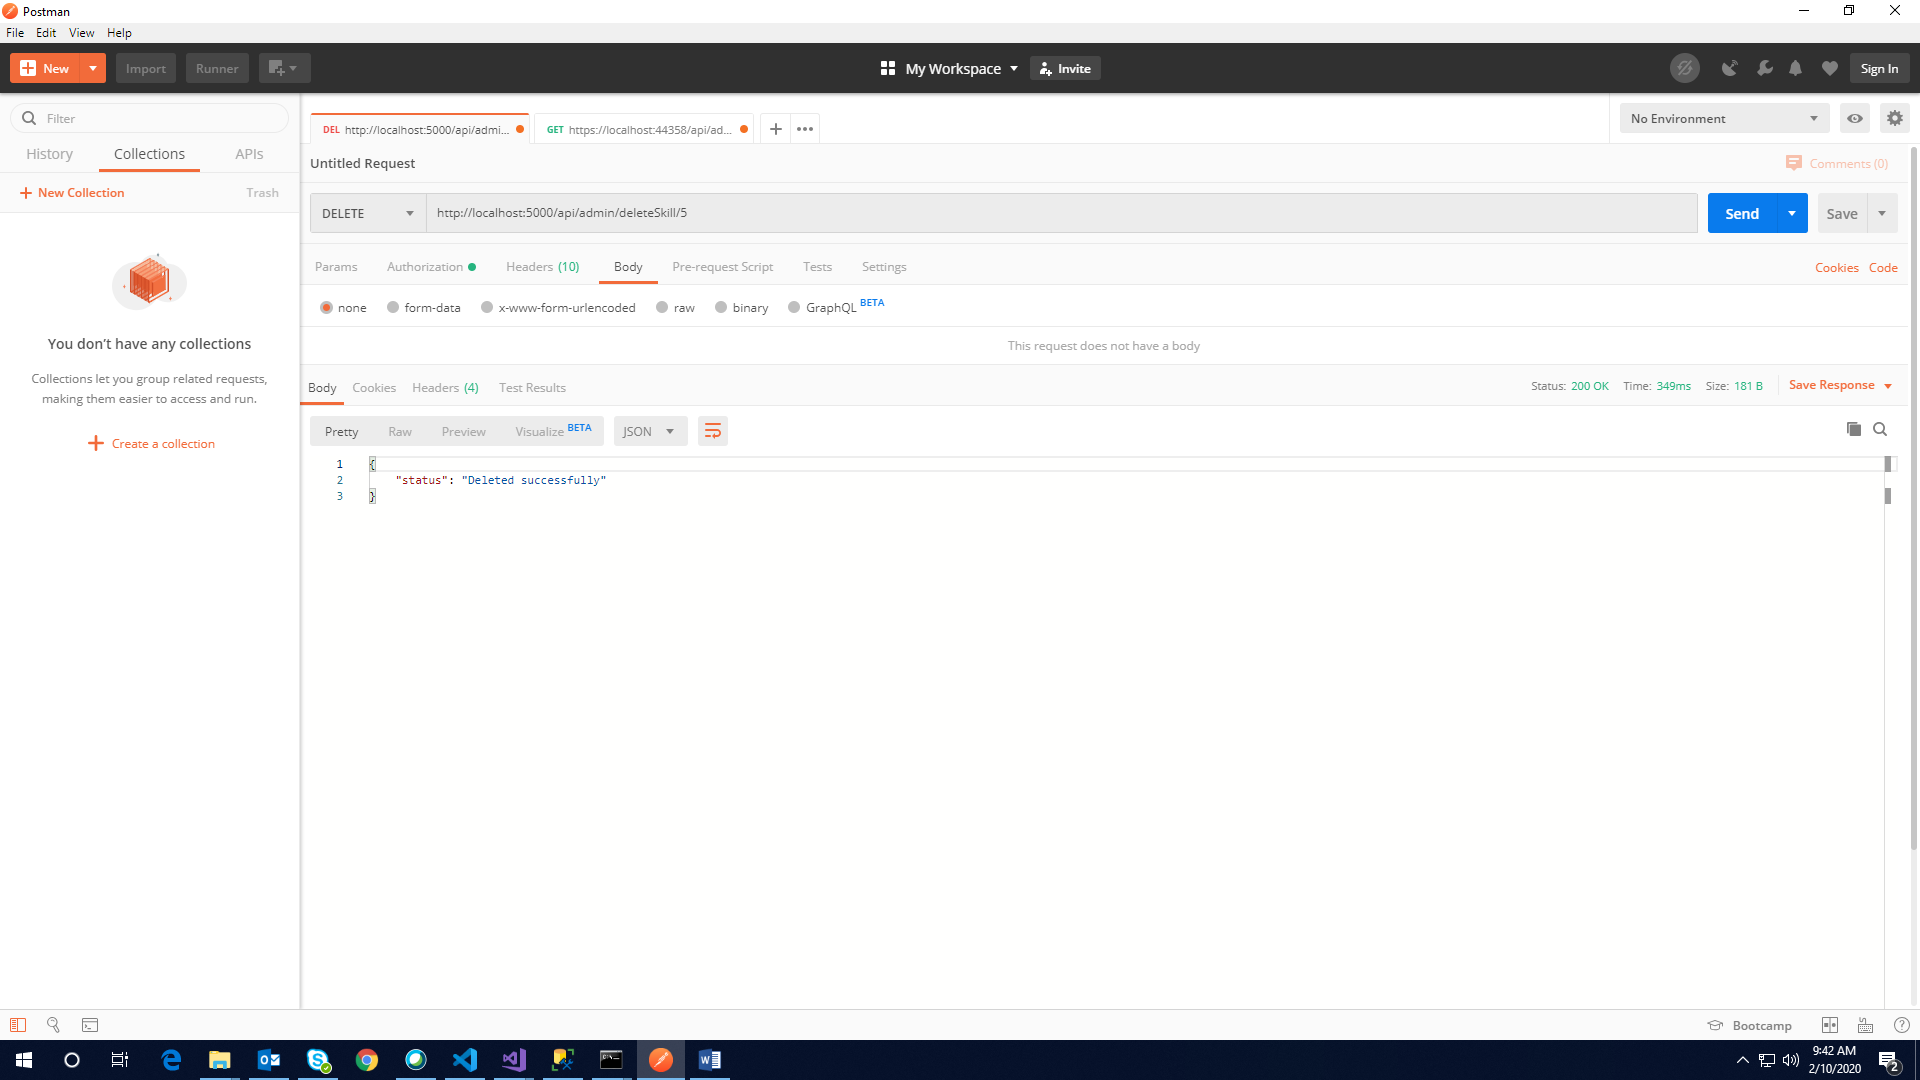 Postman
File Edit View Help
New Import Runner My Workspace Invite Sign In
Filter
History Collections APIs
New Collection Trash
You don't have any collections
Collections let you group related requests,
making them easier to access and run.
Create a collection
DEL http://localhost:5000/api/admi... GET https://localhost:44358/api/ad... No Environment
Untitled Request Comments (0)
DELETE http://localhost:5000/api/admin/deleteSkill/5 Send Save
Params Authorization Headers (10) Body Pre-request Script Tests Settings Cookies Code
none form-data x-www-form-urlencoded raw binary GraphQL BETA
This request does not have a body
Body Cookies Headers (4) Test Results Status: 200 OK Time: 349ms Size: 181 B Save Response
Pretty Raw Preview Visualize BETA JSON
1 {
2 "status": "Deleted successfully"
3 }
Bootcamp
9:42 AM
2/10/2020
2